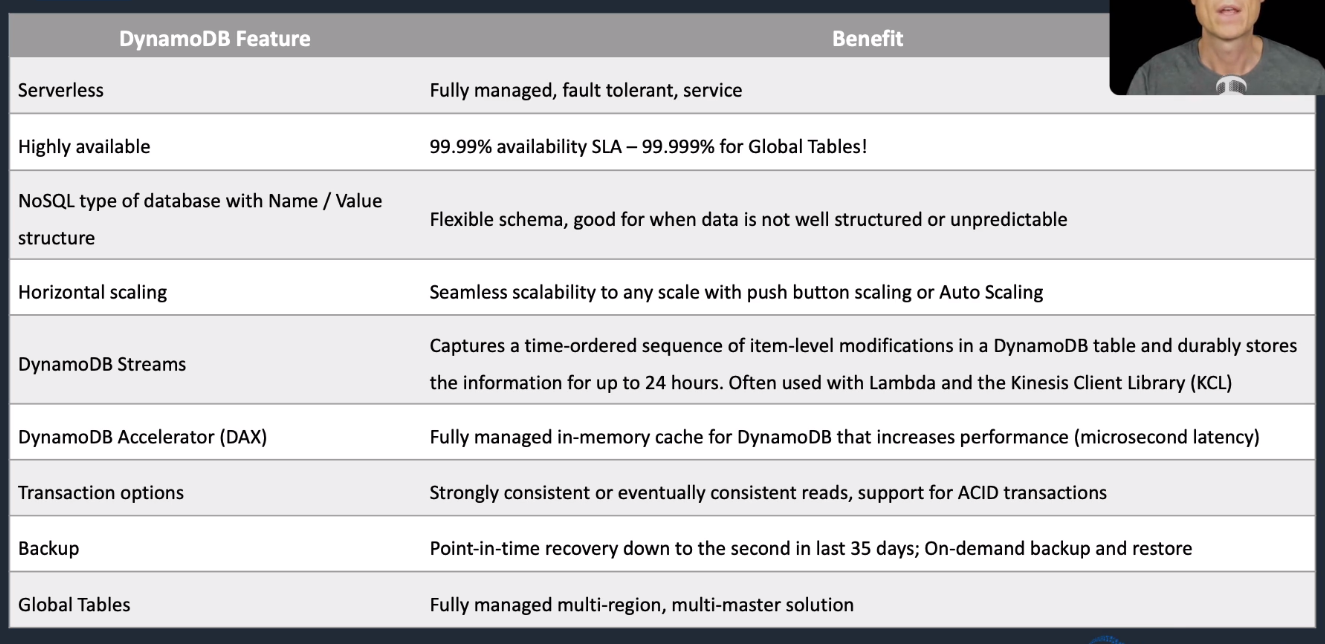 DynamoDB Feature
Benefit
Serverless
Fully managed, fault tolerant, service
Highly available
99.99% availability SLA – 99.999% for Global Tables!
NoSQL type of database with Name / Value
structure
Flexible schema, good for when data is not well structured or unpredictable
Horizontal scaling
Seamless scalability to any scale with push button scaling or Auto Scaling
DynamoDB Streams
Captures a time-ordered sequence of item-level modifications in a DynamoDB table and durably stores
the information for up to 24 hours. Often used with Lambda and the Kinesis Client Library (KCL)
DynamoDB Accelerator (DAX)
Fully managed in-memory cache for DynamoDB that increases performance (microsecond latency)
Transaction options
Strongly consistent or eventually consistent reads, support for ACID transactions
Backup
Point-in-time recovery down to the second in last 35 days; On-demand backup and restore
Global Tables
Fully managed multi-region, multi-master solution